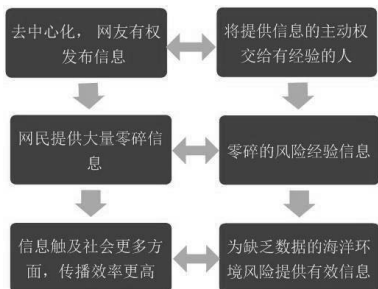 去中心化， 网友有权
发布信息
将提供信息的主动权
交给有经验的人
网民提供大量零碎信
息
零碎的风险经验信息
信息触及社会更多方
面，传播效率更高
为缺乏数据的海洋环
境风险提供有效信息